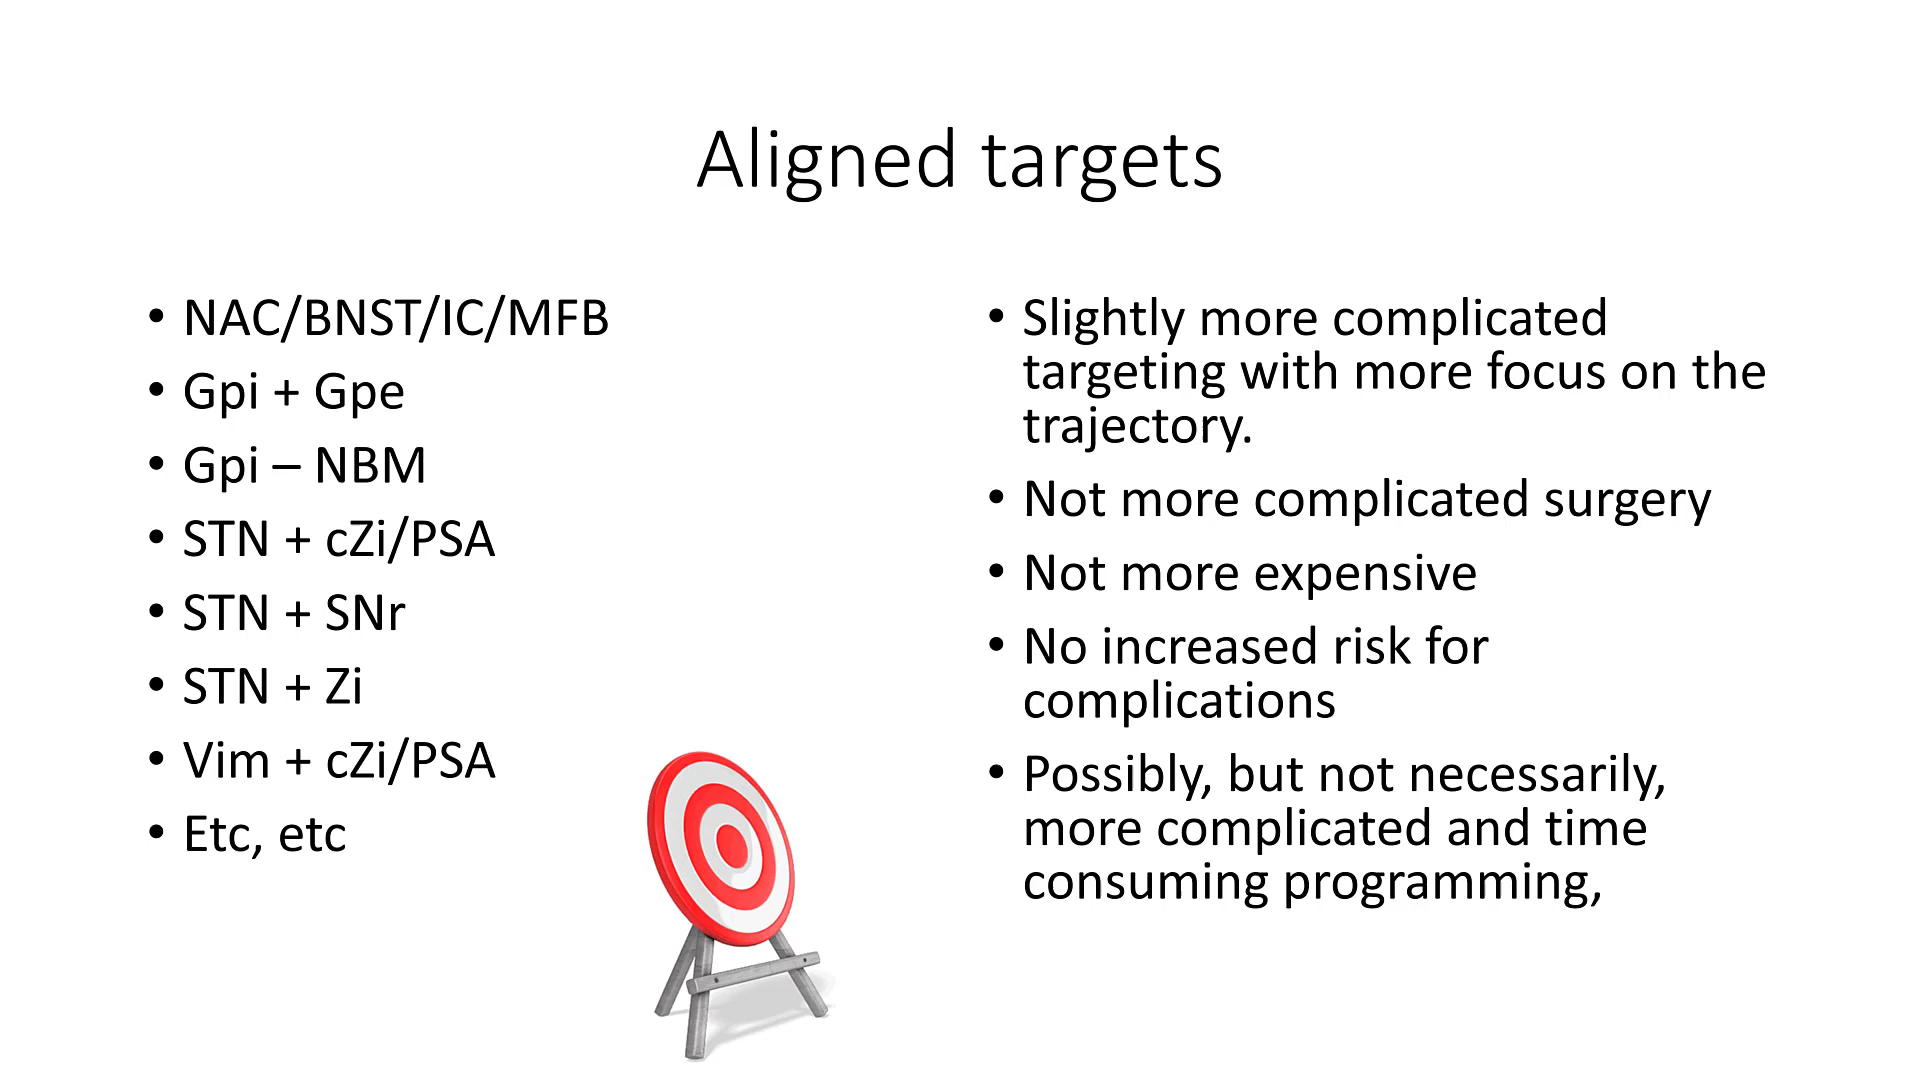 Aligned targets
• NAC/BNST/IC/MFB
• Gpi + Gpe
• Gpi – NBM
• STN + cZi/PSA
• STN + SNr
• STN + Zi
• Vim + cZi/PSA
• Etc, etc
• Slightly more complicated
targeting with more focus on the
trajectory.
• Not more complicated surgery
• Not more expensive
• No increased risk for
complications
• Possibly, but not necessarily,
more complicated and time
consuming programming,